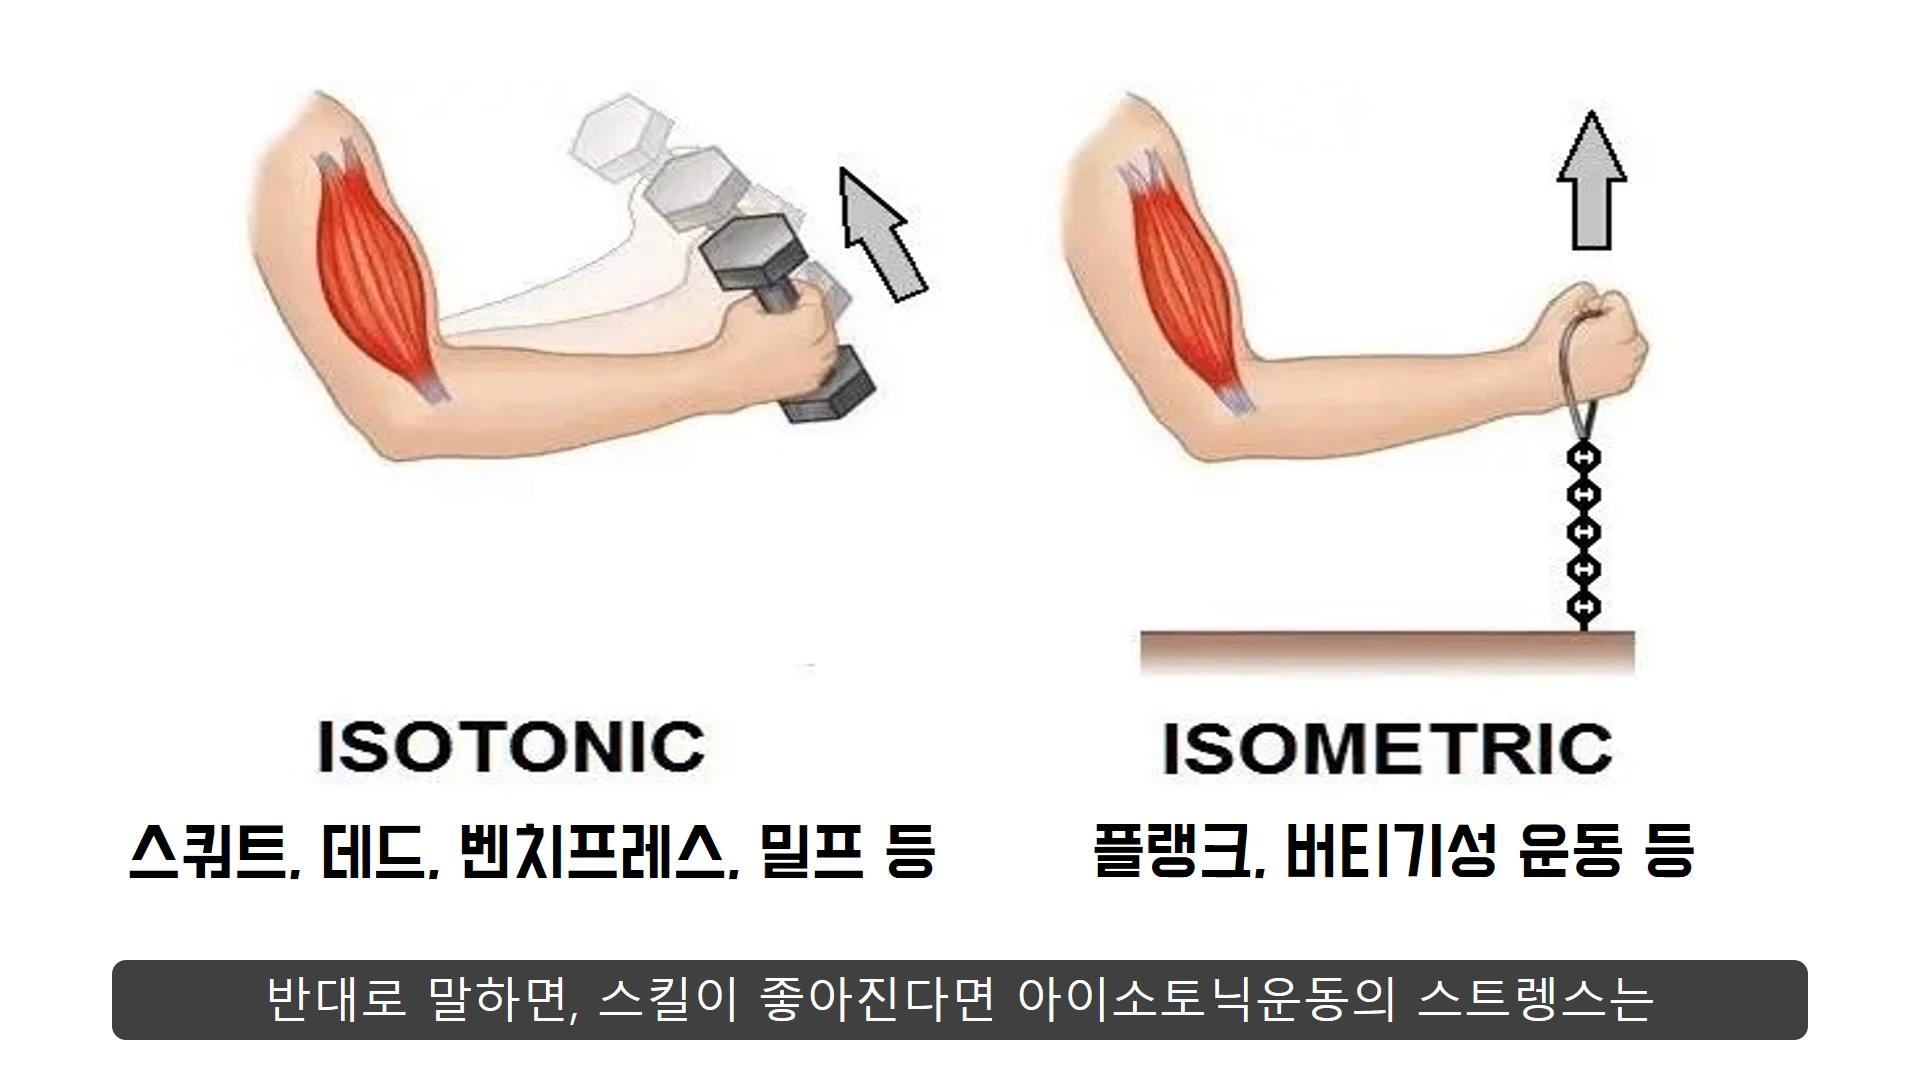 ISOTONIC
ISOMETRIC
스쿼트, 데드, 벤치프레스, 밀프 등
플랭크, 버티기성 운동 등
반대로 말하면, 스킬이 좋아진다면 아이소토닉운동의 스트렝스는